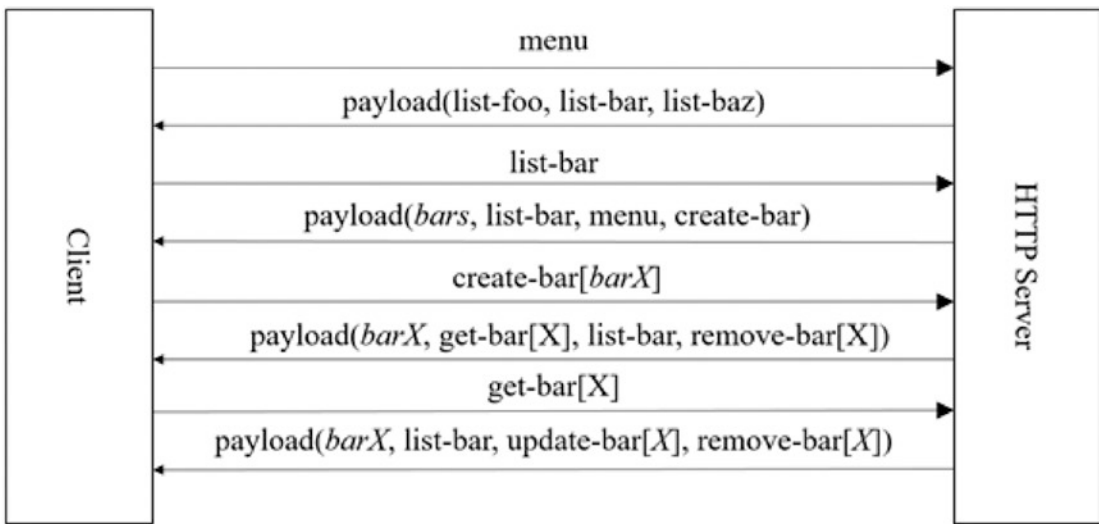 menu
payload(list-foo, list-bar, list-baz)
list-bar
payload(bars, list-bar, menu, create-bar)
Client
HTTP Server
create-bar[barX]
payload(barX, get-bar[X], list-bar, remove-bar[X])
get-bar[X]
payload(barX, list-bar, update-bar[X], remove-bar[X])